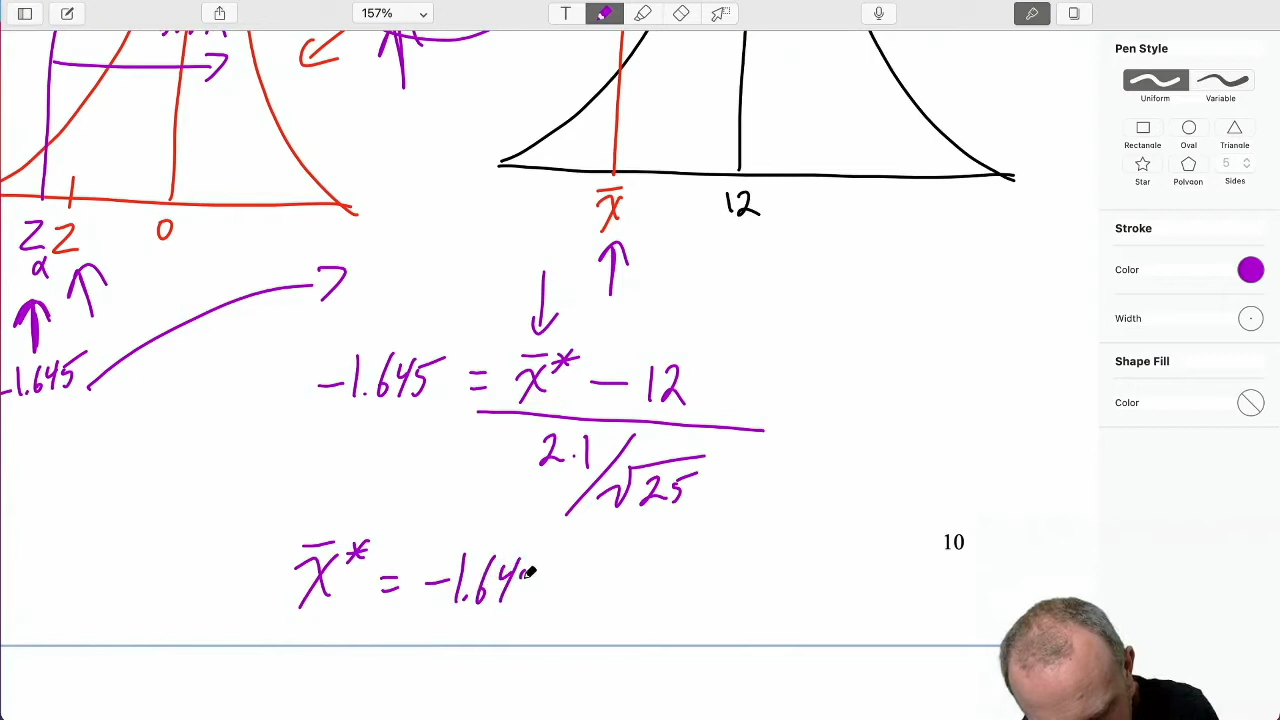 157%
T
Pen Style
Uniform Variable
Rectangle Oval Triangle
Star Polygon 5 Sides
Stroke
Color
Width
Shape Fill
Color
Z Z 0
α
x̄ 12
-1.645
-1.645 = x̄* - 12
2.1/√25
10
x̄* = -1.64